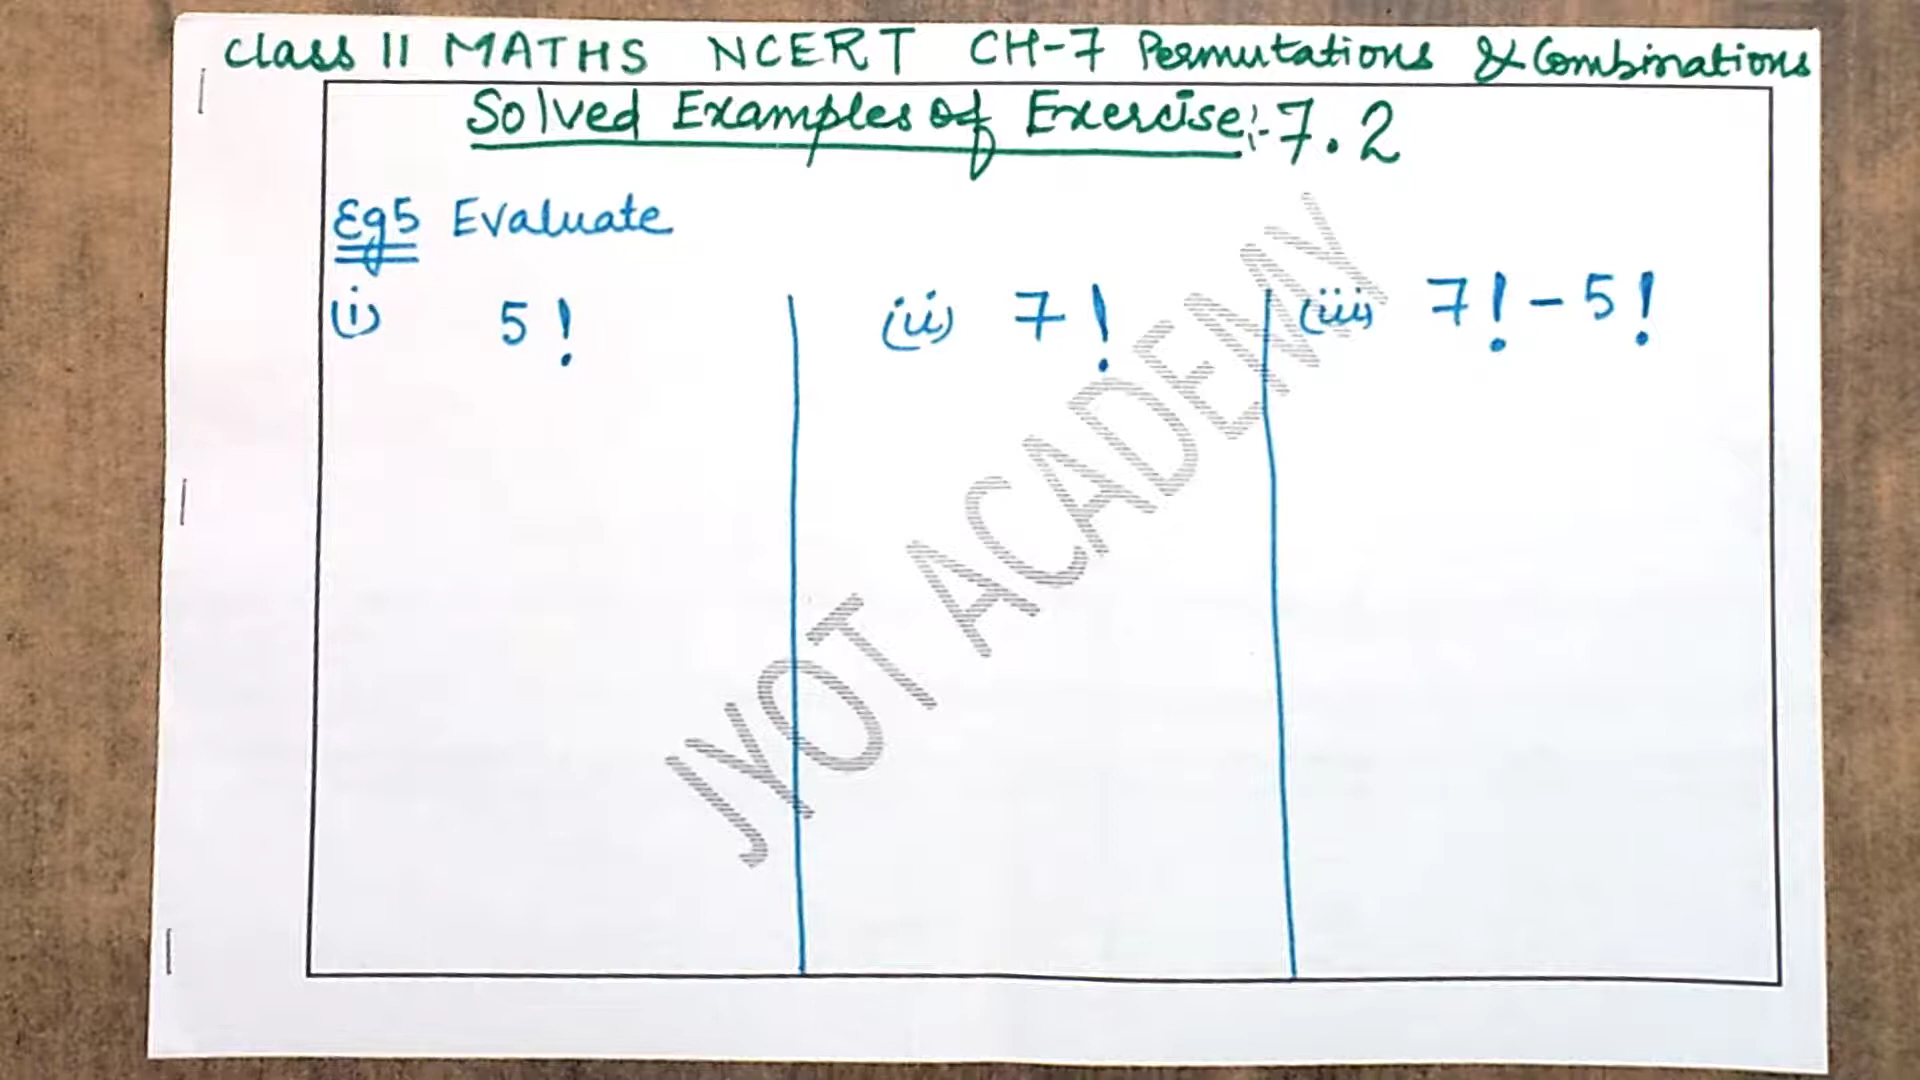 Class 11 MATHS NCERT CH-7 Permutations & Combinations
Solved Examples of Exercise:-7.2
Eg5 Evaluate
(i) 5!
(ii) 7!
(iii) 7! - 5!
JYOT ACADEMY